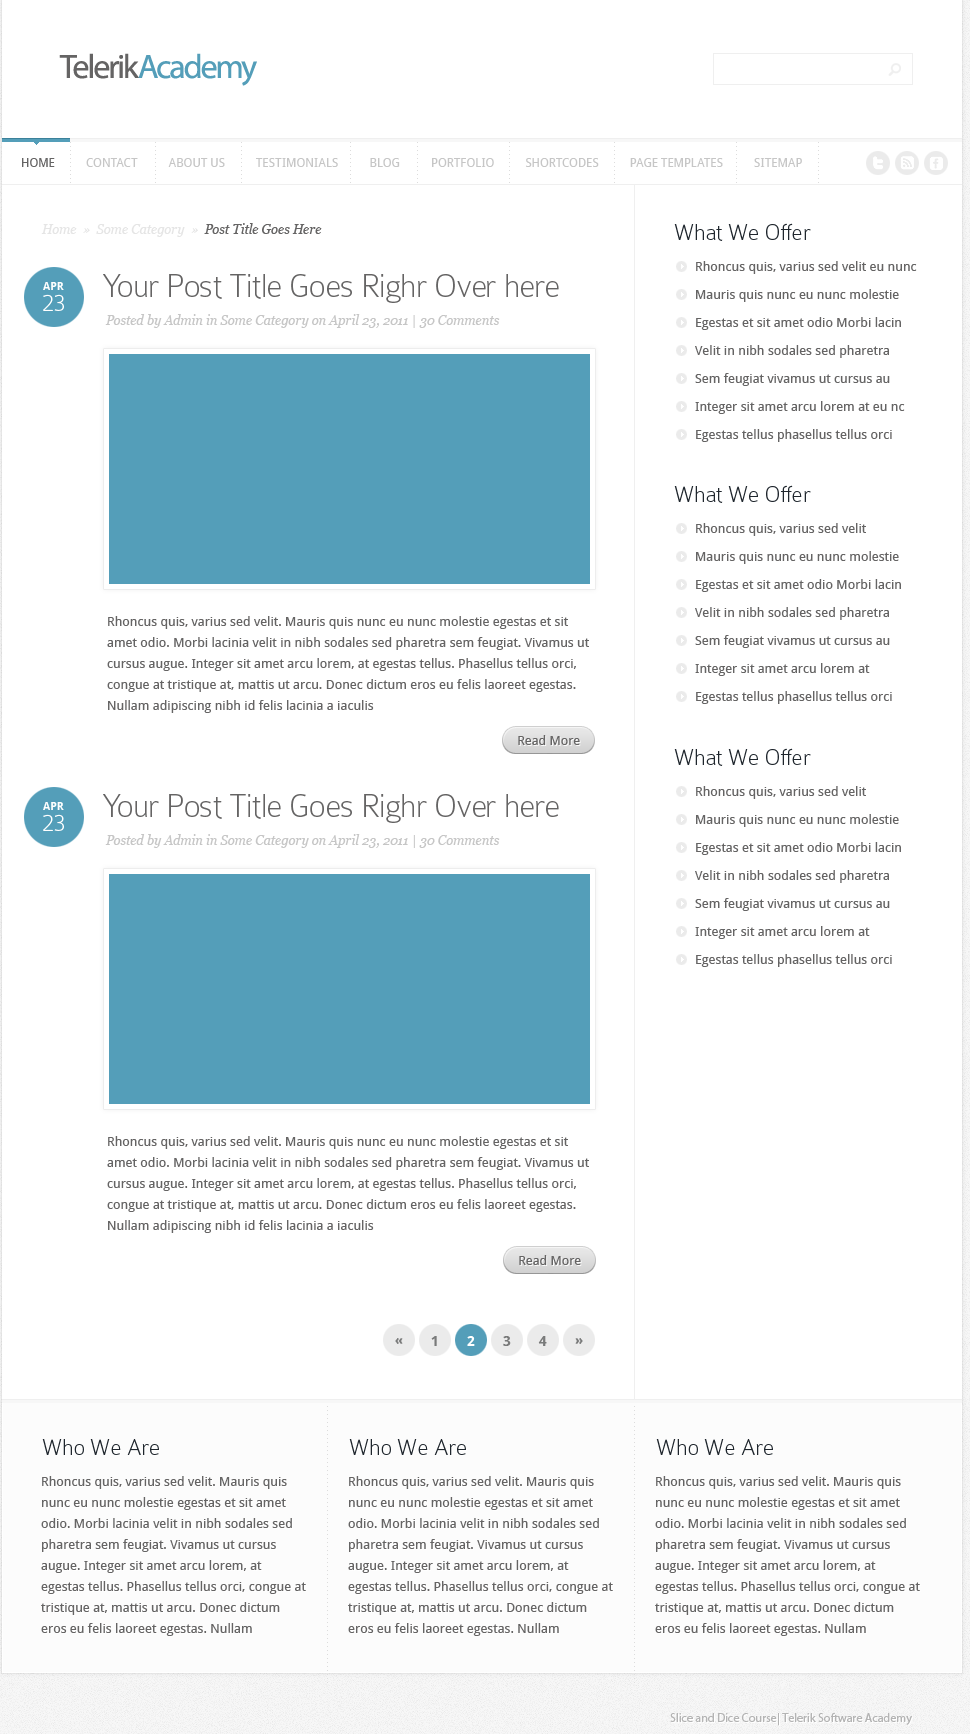 TelerikAcademy
HOME CONTACT ABOUT US TESTIMONIALS BLOG PORTFOLIO SHORTCODES PAGE TEMPLATES SITEMAP
Home » Some Category » Post Title Goes Here
APR
23
Your Post Title Goes Righr Over here
Posted by Admin in Some Category on April 23, 2011 | 30 Comments
Rhoncus quis, varius sed velit. Mauris quis nunc eu nunc molestie egestas et sit
amet odio. Morbi lacinia velit in nibh sodales sed pharetra sem feugiat. Vivamus ut
cursus augue. Integer sit amet arcu lorem, at egestas tellus. Phasellus tellus orci,
congue at tristique at, mattis ut arcu. Donec dictum eros eu felis laoreet egestas.
Nullam adipiscing nibh id felis lacinia a iaculis
Read More
APR
23
Your Post Title Goes Righr Over here
Posted by Admin in Some Category on April 23, 2011 | 30 Comments
Rhoncus quis, varius sed velit. Mauris quis nunc eu nunc molestie egestas et sit
amet odio. Morbi lacinia velit in nibh sodales sed pharetra sem feugiat. Vivamus ut
cursus augue. Integer sit amet arcu lorem, at egestas tellus. Phasellus tellus orci,
congue at tristique at, mattis ut arcu. Donec dictum eros eu felis laoreet egestas.
Nullam adipiscing nibh id felis lacinia a iaculis
Read More
« 1 2 3 4 »
What We Offer
Rhoncus quis, varius sed velit eu nunc
Mauris quis nunc eu nunc molestie
Egestas et sit amet odio Morbi lacin
Velit in nibh sodales sed pharetra
Sem feugiat vivamus ut cursus au
Integer sit amet arcu lorem at eu nc
Egestas tellus phasellus tellus orci
What We Offer
Rhoncus quis, varius sed velit
Mauris quis nunc eu nunc molestie
Egestas et sit amet odio Morbi lacin
Velit in nibh sodales sed pharetra
Sem feugiat vivamus ut cursus au
Integer sit amet arcu lorem at
Egestas tellus phasellus tellus orci
What We Offer
Rhoncus quis, varius sed velit
Mauris quis nunc eu nunc molestie
Egestas et sit amet odio Morbi lacin
Velit in nibh sodales sed pharetra
Sem feugiat vivamus ut cursus au
Integer sit amet arcu lorem at
Egestas tellus phasellus tellus orci
Who We Are
Rhoncus quis, varius sed velit. Mauris quis
nunc eu nunc molestie egestas et sit amet
odio. Morbi lacinia velit in nibh sodales sed
pharetra sem feugiat. Vivamus ut cursus
augue. Integer sit amet arcu lorem, at
egestas tellus. Phasellus tellus orci, congue at
tristique at, mattis ut arcu. Donec dictum
eros eu felis laoreet egestas. Nullam
Who We Are
Rhoncus quis, varius sed velit. Mauris quis
nunc eu nunc molestie egestas et sit amet
odio. Morbi lacinia velit in nibh sodales sed
pharetra sem feugiat. Vivamus ut cursus
augue. Integer sit amet arcu lorem, at
egestas tellus. Phasellus tellus orci, congue at
tristique at, mattis ut arcu. Donec dictum
eros eu felis laoreet egestas. Nullam
Who We Are
Rhoncus quis, varius sed velit. Mauris quis
nunc eu nunc molestie egestas et sit amet
odio. Morbi lacinia velit in nibh sodales sed
pharetra sem feugiat. Vivamus ut cursus
augue. Integer sit amet arcu lorem, at
egestas tellus. Phasellus tellus orci, congue at
tristique at, mattis ut arcu. Donec dictum
eros eu felis laoreet egestas. Nullam
Slice and Dice Course| Telerik Software Academy